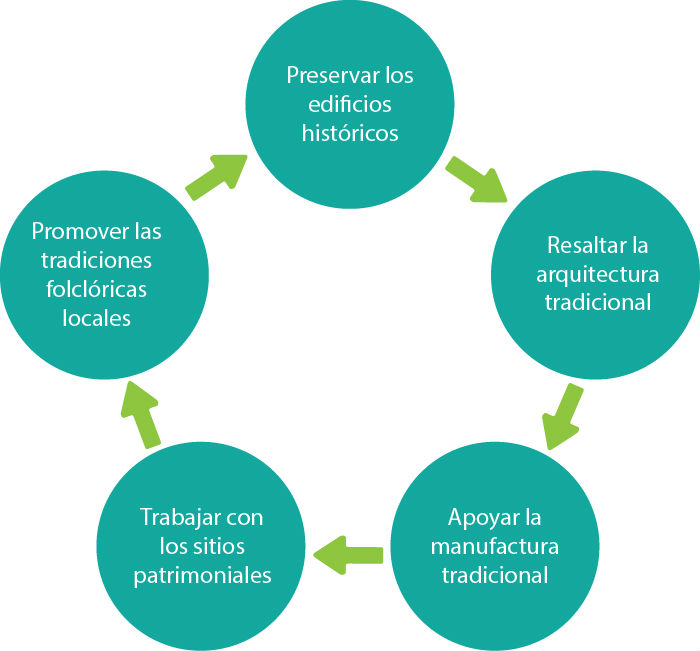 Preservar los
edificios
históricos
Resaltar la
arquitectura
tradicional
Apoyar la
manufactura
tradicional
Trabajar con
los sitios
patrimoniales
Promover las
tradiciones
folclóricas
locales